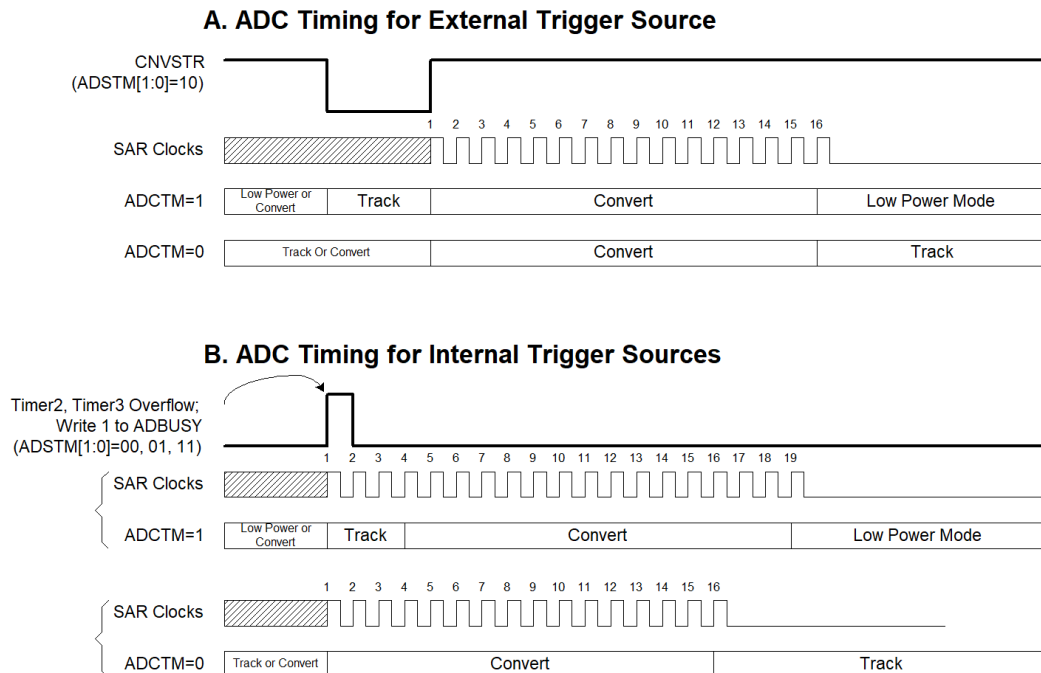 A. ADC Timing for External Trigger Source
CNVSTR
(ADSTM[1:0]=10)
1 2 3 4 5 6 7 8 9 10 11 12 13 14 15 16
SAR Clocks
ADCTM=1 Low Power or Convert Track Convert Low Power Mode
ADCTM=0 Track Or Convert Convert Track
B. ADC Timing for Internal Trigger Sources
Timer2, Timer3 Overflow;
Write 1 to ADBUSY
(ADSTM[1:0]=00, 01, 11)
1 2 3 4 5 6 7 8 9 10 11 12 13 14 15 16 17 18 19
SAR Clocks
ADCTM=1 Low Power or Convert Track Convert Low Power Mode
1 2 3 4 5 6 7 8 9 10 11 12 13 14 15 16
SAR Clocks
ADCTM=0 Track or Convert Convert Track